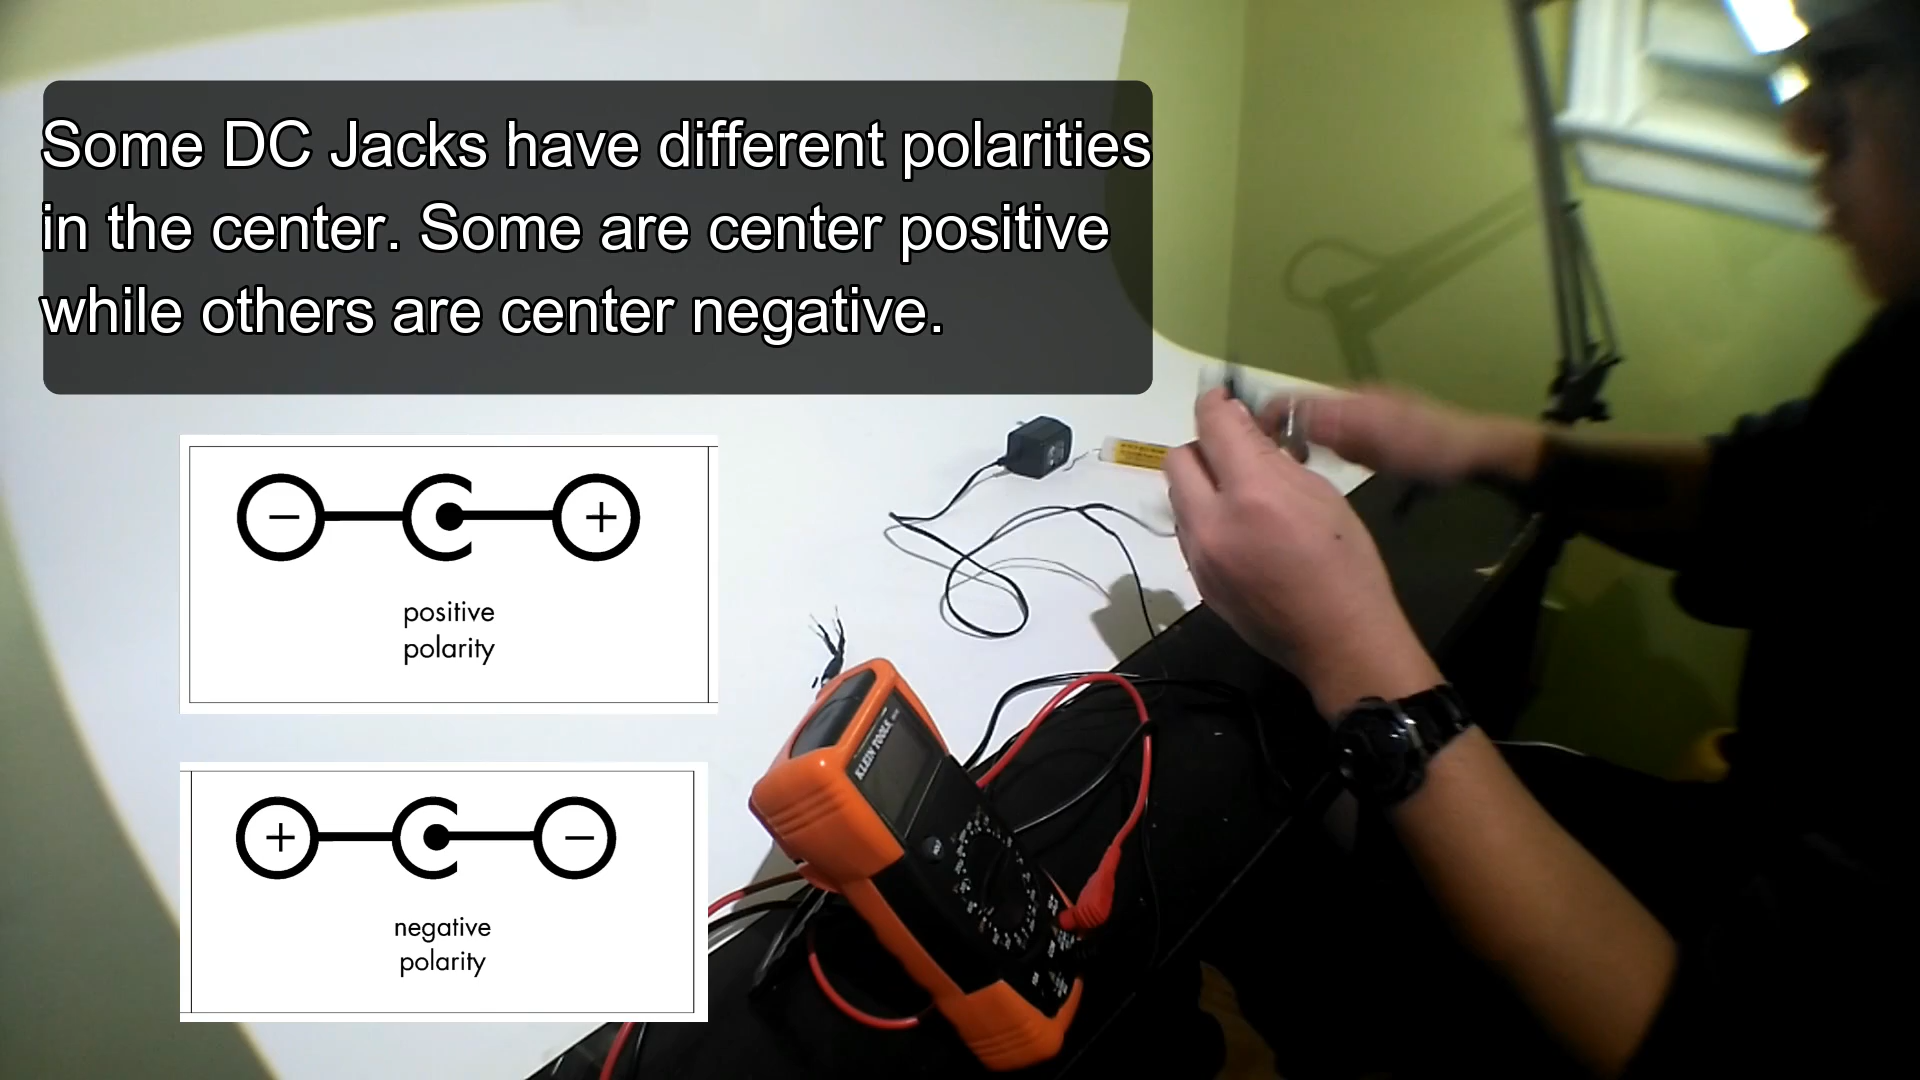 Some DC Jacks have different polarities
in the center. Some are center positive
while others are center negative.
− +
positive
polarity
+ −
negative
polarity
KLEIN TOOLS